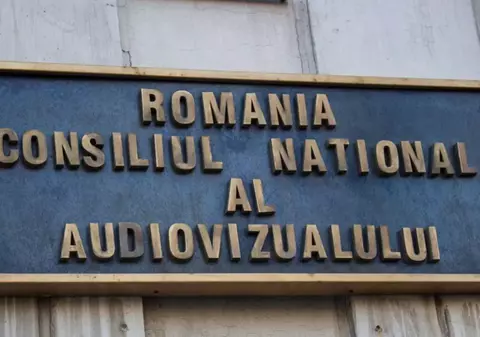 ROMANIA
CONSILIUL NATIONAL
AL
AUDIOVIZUALULUI